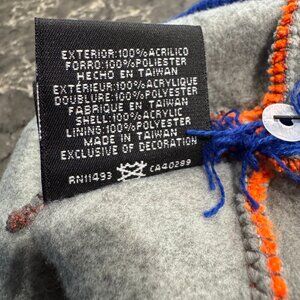 EXTERIOR:100%ACRILICO
FORRO:100%POLIESTER
HECHO EN TAIWAN
EXTÉRIEUR:100%ACRYLIQUE
DOUBLURE:100%POLYESTER
FABRIQUE EN TAIWAN
SHELL:100%ACRYLIC
LINING:100%POLYESTER
MADE IN TAIWAN
EXCLUSIVE OF DECORATION
RN11493 CA40289